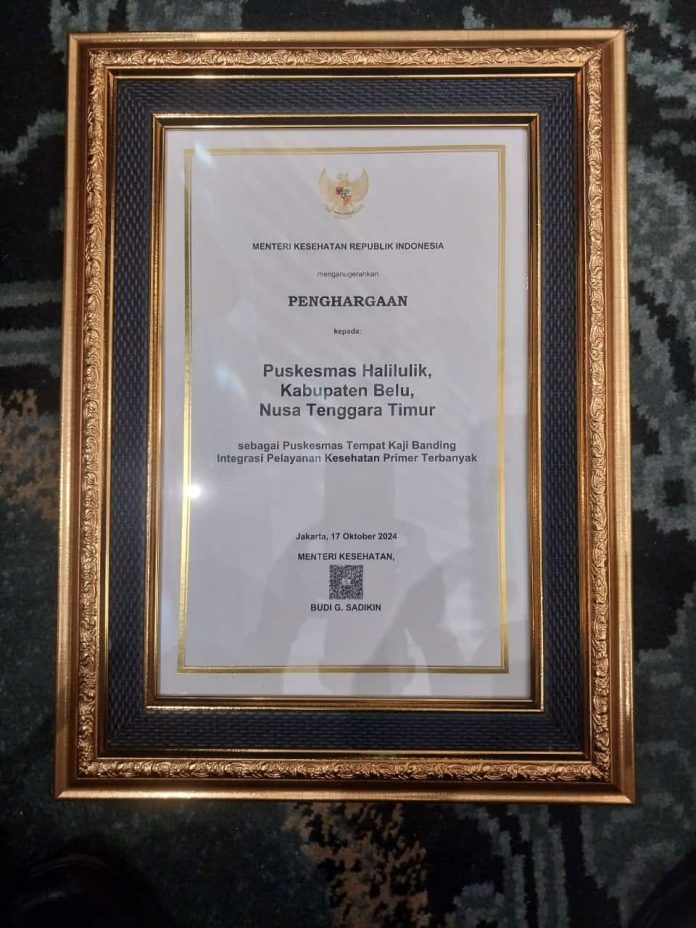 MENTERI KESEHATAN REPUBLIK INDONESIA
menganugerahkan
PENGHARGAAN
kepada:
Puskesmas Halilulik,
Kabupaten Belu,
Nusa Tenggara Timur
sebagai Puskesmas Tempat Kaji Banding
Integrasi Pelayanan Kesehatan Primer Terbanyak
Jakarta, 17 Oktober 2024
MENTERI KESEHATAN,
BUDI G. SADIKIN